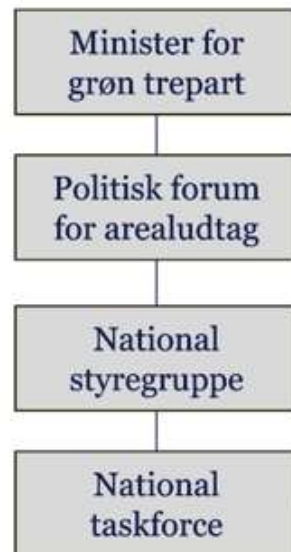 Minister for
grøn trepart
Politisk forum
for arealudtag
National
styregruppe
National
taskforce